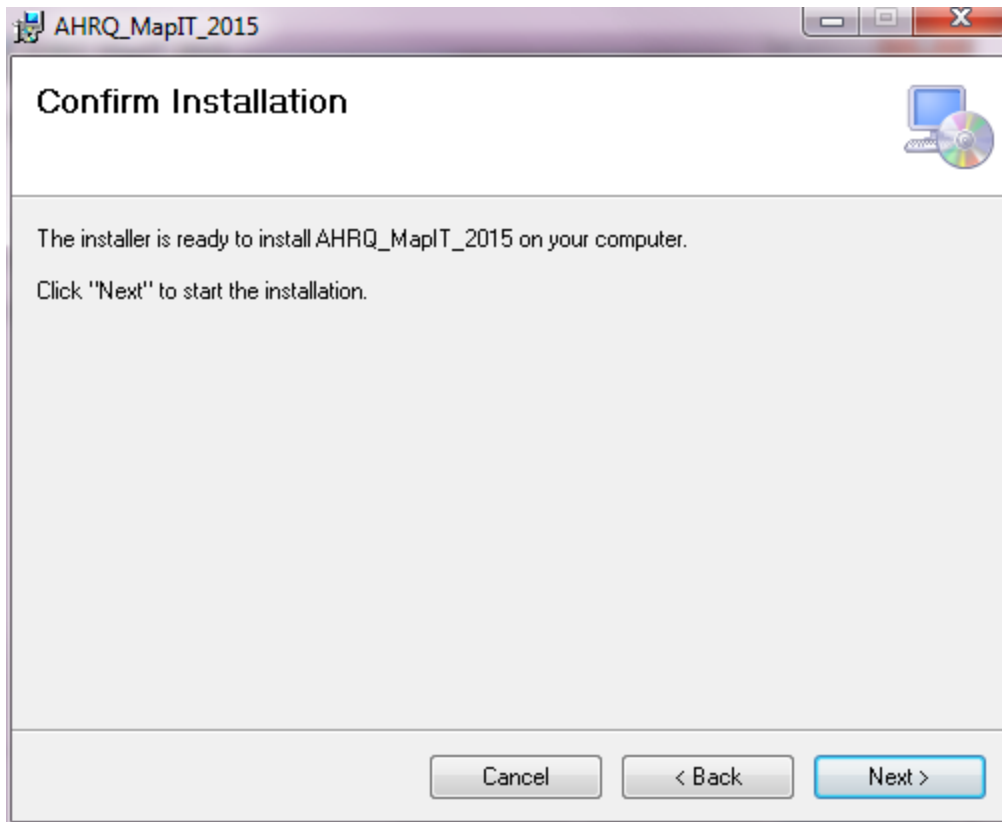 AHRQ_MapIT_2015
Confirm Installation
The installer is ready to install AHRQ_MapIT_2015 on your computer.
Click "Next" to start the installation.
Cancel
< Back
Next >